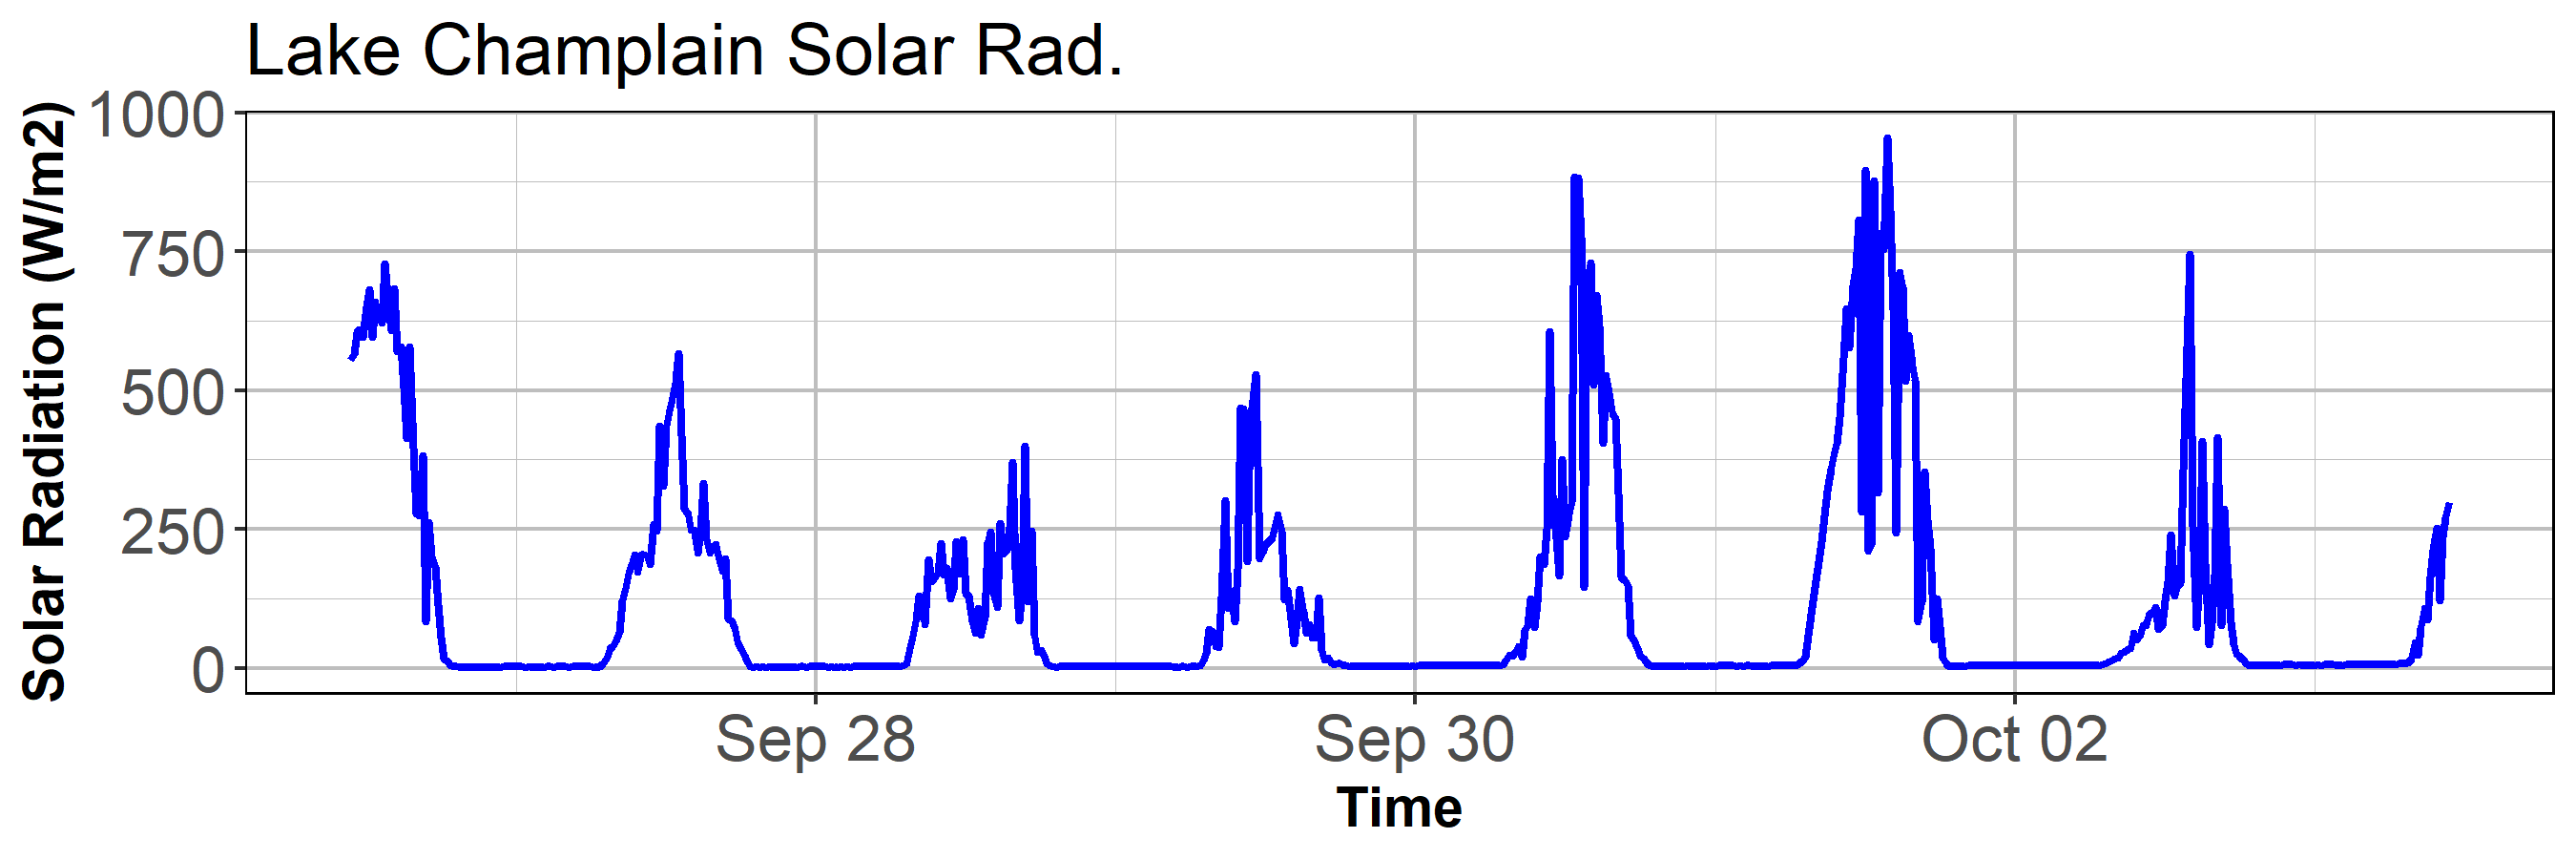 Lake Champlain Solar Rad.
Solar Radiation (W/m2)
1000
750
500
250
0
Sep 28
Sep 30
Oct 02
Time